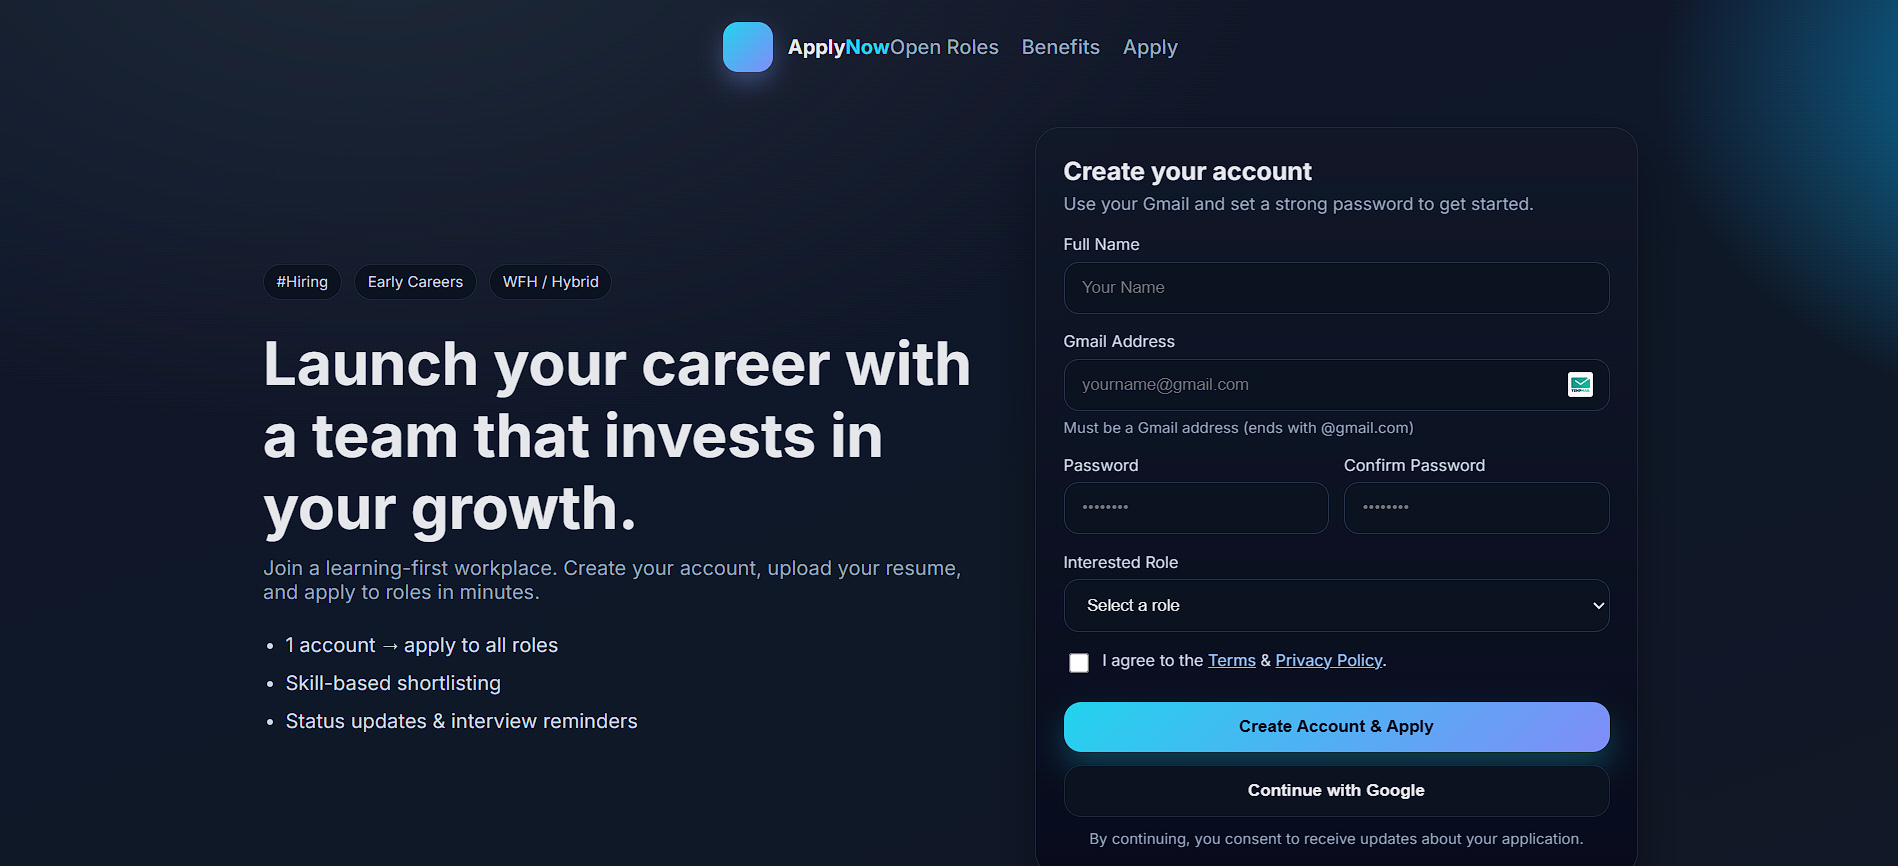 ApplyNow Open Roles Benefits Apply
#Hiring Early Careers WFH / Hybrid
Launch your career with
a team that invests in
your growth.
Join a learning-first workplace. Create your account, upload your resume,
and apply to roles in minutes.
• 1 account → apply to all roles
• Skill-based shortlisting
• Status updates & interview reminders
Create your account
Use your Gmail and set a strong password to get started.
Full Name
Your Name
Gmail Address
yourname@gmail.com
Must be a Gmail address (ends with @gmail.com)
Password Confirm Password
•••••••• ••••••••
Interested Role
Select a role
I agree to the Terms & Privacy Policy.
Create Account & Apply
Continue with Google
By continuing, you consent to receive updates about your application.